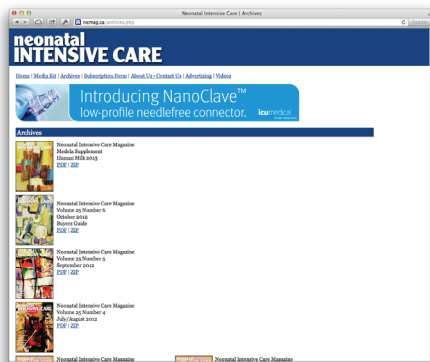 Neonatal Intensive Care | Archives
nicmag.ca/archives.php
Reader
neonatal
INTENSIVE CARE
Home | Media Kit | Archives | Subscription Form | About Us • Contact Us | Advertising | Videos
Introducing NanoClave™
low-profile needlefree connector.
icumedical
Archives
Neonatal Intensive Care Magazine
Medela Supplement
Human Milk 2013
PDF | ZIP
Neonatal Intensive Care Magazine
Volume 25 Number 6
October 2012
Buyers Guide
PDF | ZIP
Neonatal Intensive Care Magazine
Volume 25 Number 5
September 2012
PDF | ZIP
INTENSIVE CARE
Neonatal Intensive Care Magazine
Volume 25 Number 4
July/August 2012
PDF | ZIP
Neonatal Intensive Care Magazine
Neonatal Intensive Care Magazine